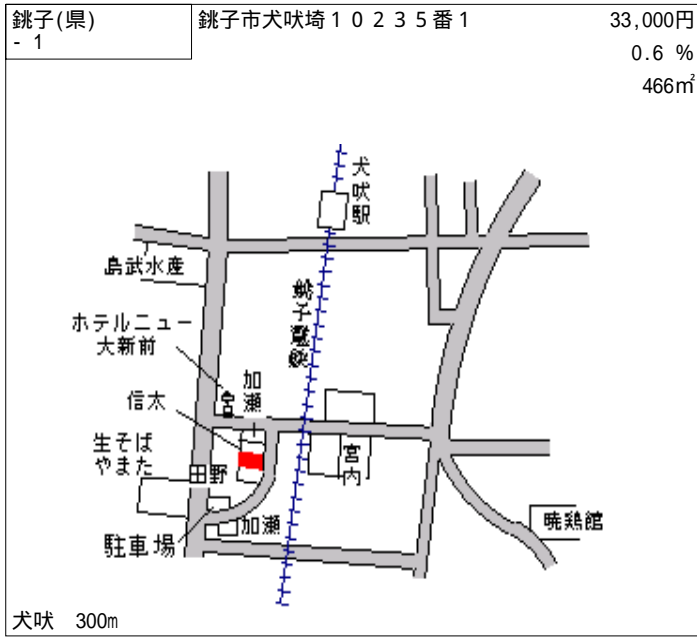 銚子(県)
- 1
銚子市犬吠埼１０２３５番1
33,000円
0.6 %
466㎡
犬吠駅
島武水産
銚子電鉄
ホテルニュー
大新前
加瀬
宮
信太
生そば
やまた
田野
宮内
加瀬
駐車場
暁鶏館
犬吠 300m